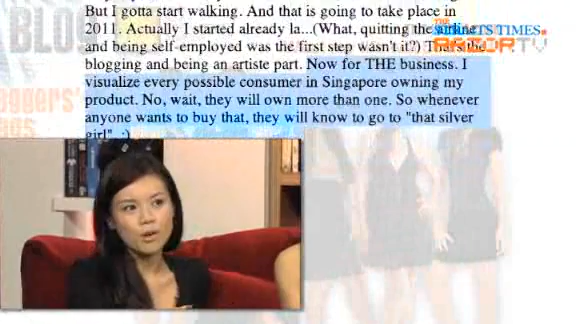 But I gotta start walking. And that is going to take place in
2011. Actually I started already la...(What, quitting the airline
and being self-employed was the first step wasn't it?) That's the
blogging and being an artiste part. Now for THE business. I
visualize every possible consumer in Singapore owning my
product. No, wait, they will own more than one. So whenever
anyone wants to buy that, they will know to go to "that silver
girl". :)
THE STRAITS TIMES
RAZORTV
BLOG
loggers'
ags